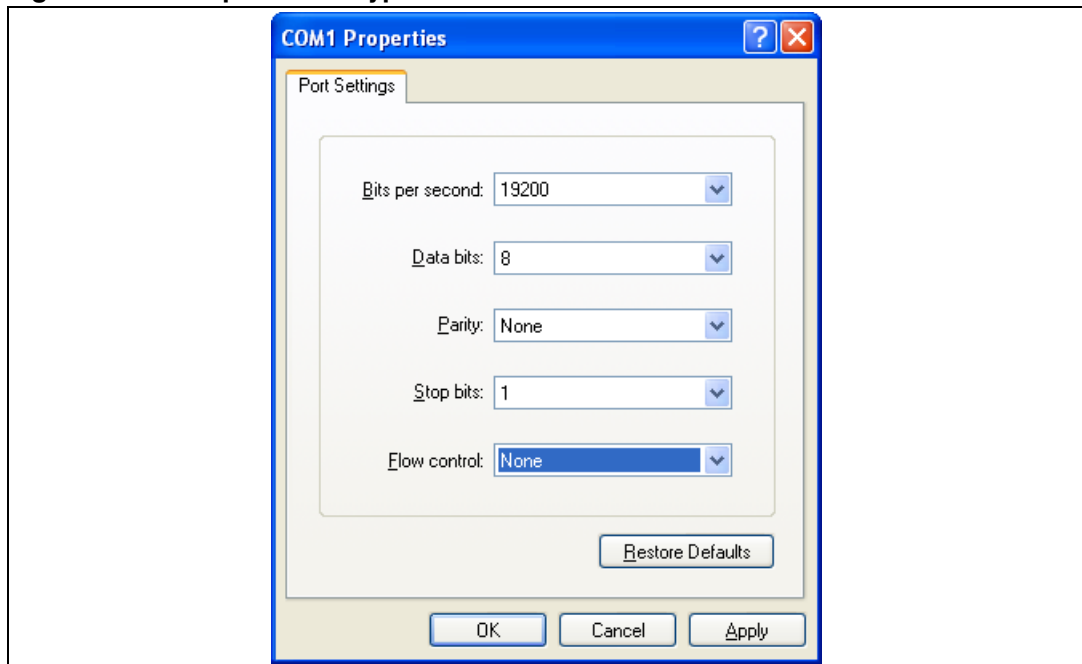 COM1 Properties
Port Settings
Bits per second: 19200
Data bits: 8
Parity: None
Stop bits: 1
Flow control: None
Restore Defaults
OK Cancel Apply